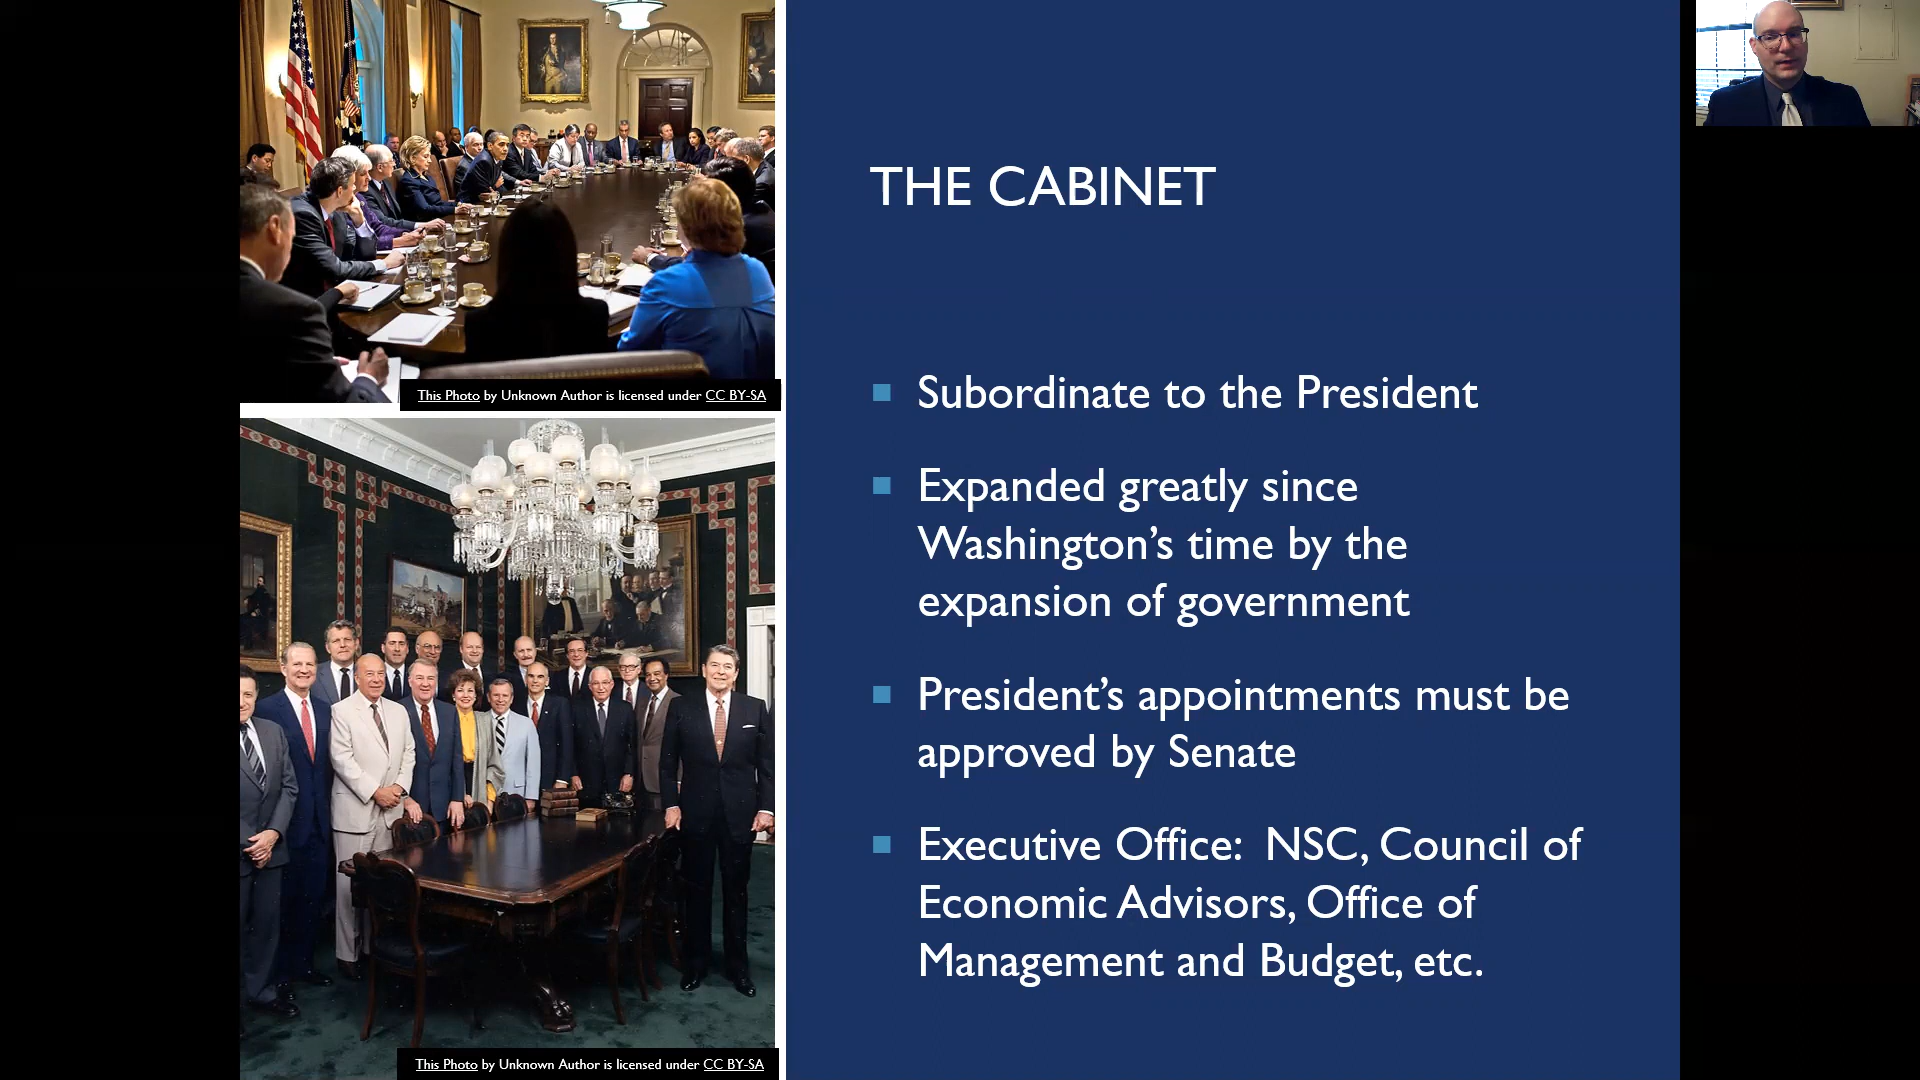 THE CABINET
Subordinate to the President
Expanded greatly since
Washington's time by the
expansion of government
President's appointments must be
approved by Senate
Executive Office:  NSC, Council of
Economic Advisors, Office of
Management and Budget, etc.
This Photo by Unknown Author is licensed under CC BY-SA
This Photo by Unknown Author is licensed under CC BY-SA